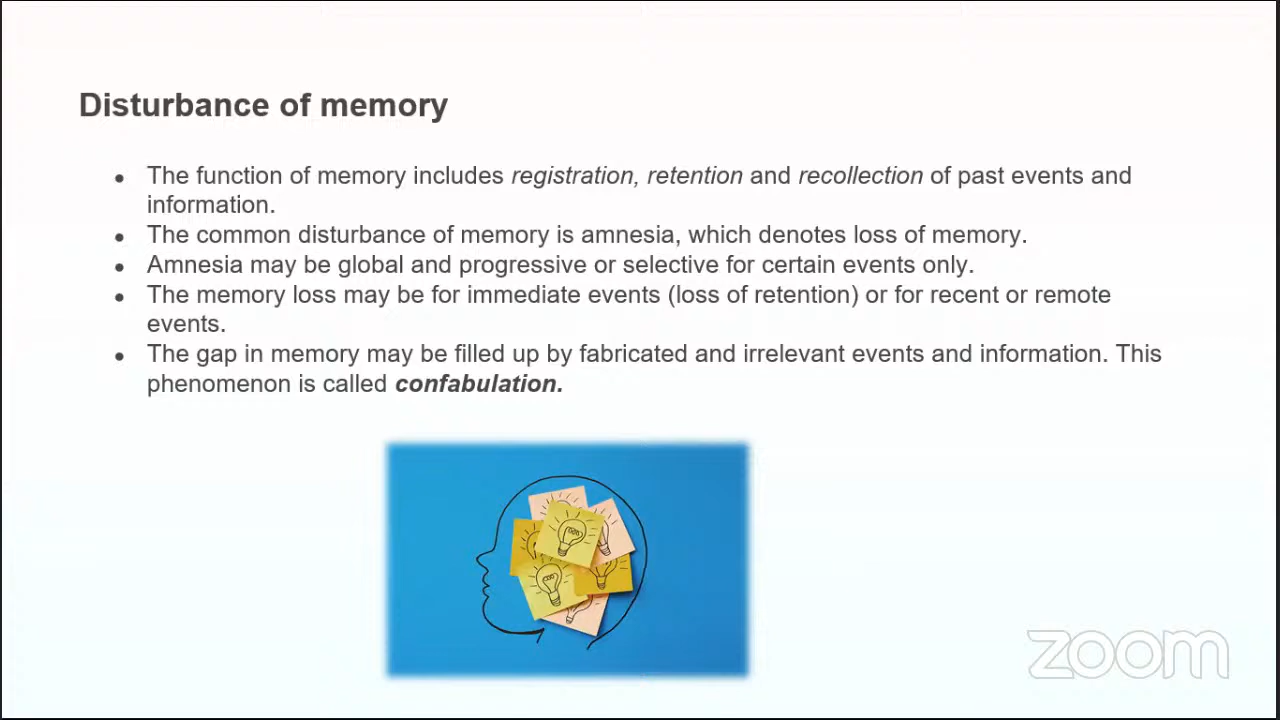 Disturbance of memory
● The function of memory includes registration, retention and recollection of past events and
information.
● The common disturbance of memory is amnesia, which denotes loss of memory.
● Amnesia may be global and progressive or selective for certain events only.
● The memory loss may be for immediate events (loss of retention) or for recent or remote
events.
● The gap in memory may be filled up by fabricated and irrelevant events and information. This
phenomenon is called confabulation.
zoom